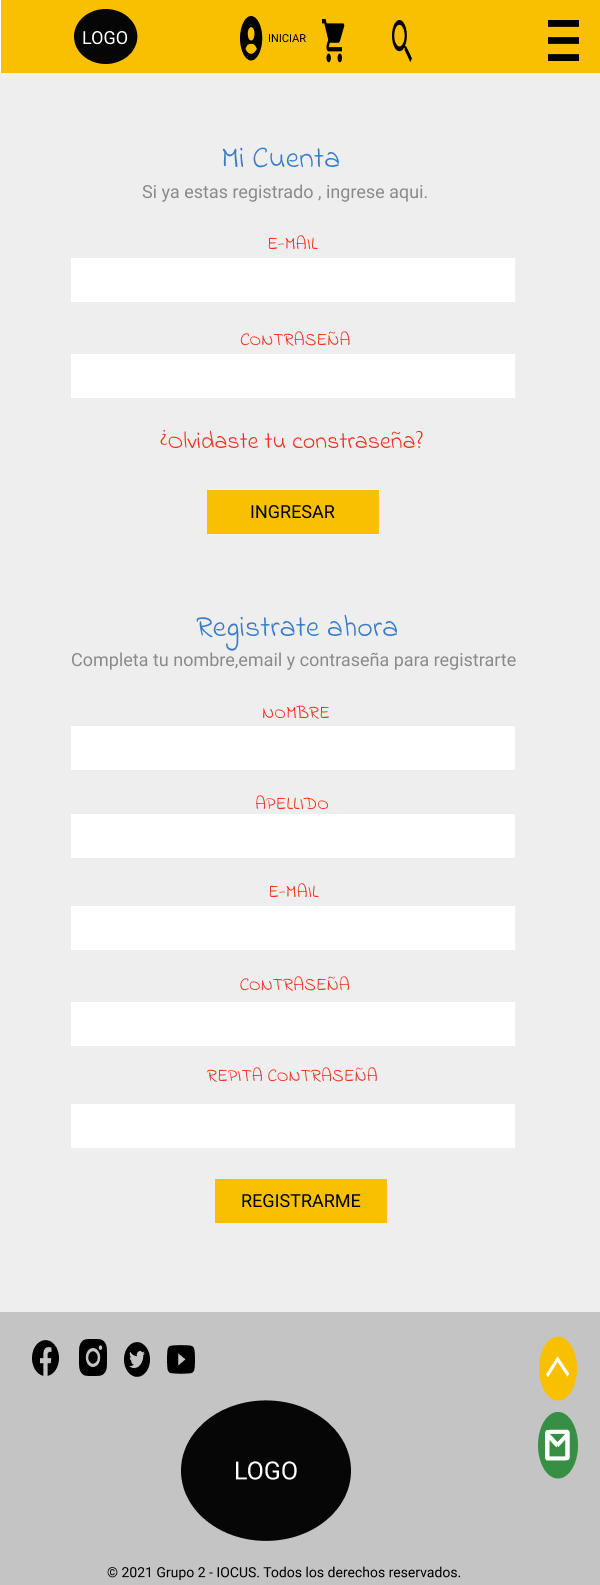 LOGO
INICIAR
Mi Cuenta
Si ya estas registrado , ingrese aqui.
E-MAIL
CONTRASEÑA
¿Olvidaste tu constraseña?
INGRESAR
Registrate ahora
Completa tu nombre,email y contraseña para registrarte
NOMBRE
APELLIDO
E-MAIL
CONTRASEÑA
REPITA CONTRASEÑA
REGISTRARME
LOGO
© 2021 Grupo 2 - IOCUS. Todos los derechos reservados.